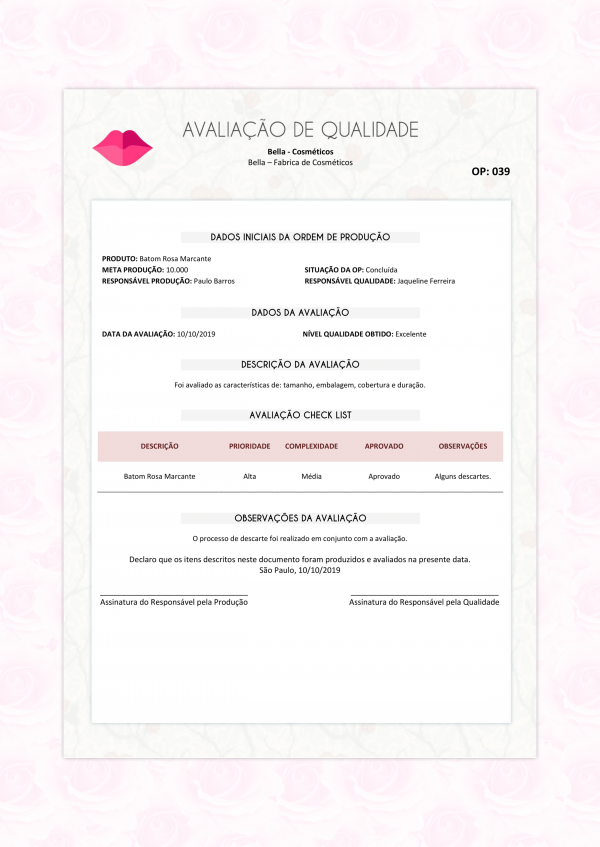 AVALIAÇÃO DE QUALIDADE
Bella - Cosméticos
Bella – Fabrica de Cosméticos
OP: 039
DADOS INICIAIS DA ORDEM DE PRODUÇÃO
PRODUTO: Batom Rosa Marcante
META PRODUÇÃO: 10.000 SITUAÇÃO DA OP: Concluída
RESPONSÁVEL PRODUÇÃO: Paulo Barros RESPONSÁVEL QUALIDADE: Jaqueline Ferreira
DADOS DA AVALIAÇÃO
DATA DA AVALIAÇÃO: 10/10/2019 NÍVEL QUALIDADE OBTIDO: Excelente
DESCRIÇÃO DA AVALIAÇÃO
Foi avaliado as características de: tamanho, embalagem, cobertura e duração.
AVALIAÇÃO CHECK LIST
DESCRIÇÃO PRIORIDADE COMPLEXIDADE APROVADO OBSERVAÇÕES
Batom Rosa Marcante Alta Média Aprovado Alguns descartes.
OBSERVAÇÕES DA AVALIAÇÃO
O processo de descarte foi realizado em conjunto com a avaliação.
Declaro que os itens descritos neste documento foram produzidos e avaliados na presente data.
São Paulo, 10/10/2019
Assinatura do Responsável pela Produção Assinatura do Responsável pela Qualidade